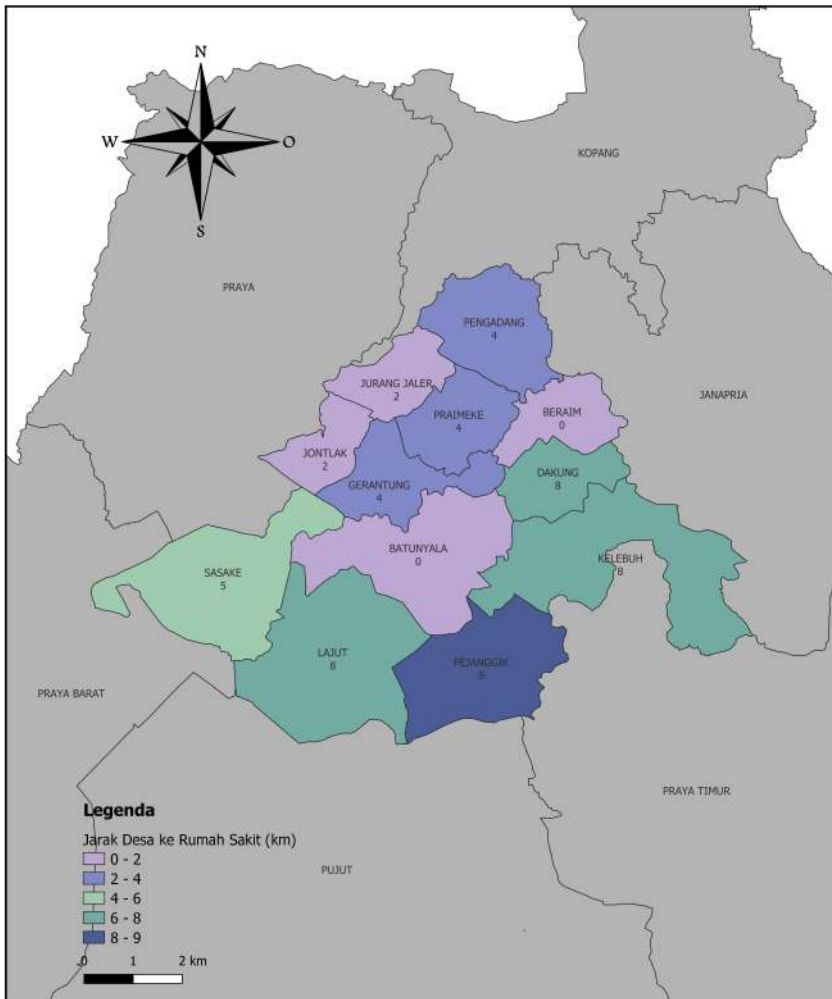 N
W
O
S
KOPANG
PRAYA
PENGADANG
4
JURANG JALER
2
PRAIMEKE
4
BERAIM
0
JANAPRIA
JONTLAK
2
GERANTUNG
4
DAKUNG
8
BATUNYALA
0
KELEBUH
8
SASAKE
5
LAJUT
8
PEJANGGIK
9
PRAYA BARAT
PRAYA TIMUR
PUJUT
Legenda
Jarak Desa ke Rumah Sakit (km)
0 - 2
2 - 4
4 - 6
6 - 8
8 - 9
0 1 2 km